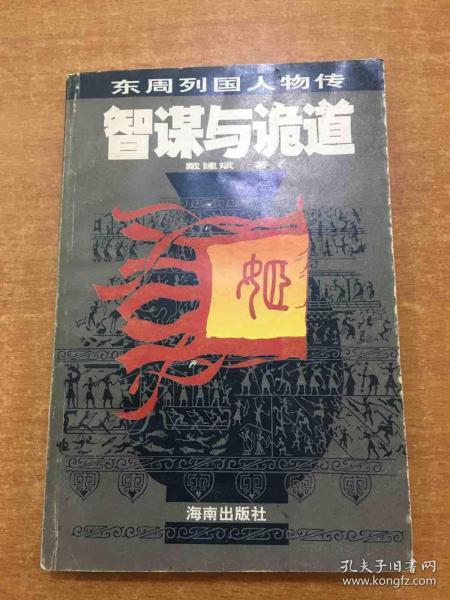 东周列国人物传
智谋与诡道
戴建斌 著
姬
海南出版社
孔夫子旧书网
www.kongfz.com